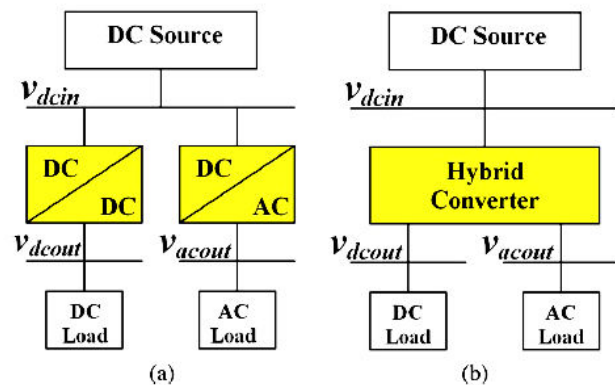 DC Source
v_dcin
DC
DC
DC
AC
v_dcout
v_acout
DC
Load
AC
Load
(a)
DC Source
v_dcin
Hybrid
Converter
v_dcout
v_acout
DC
Load
AC
Load
(b)